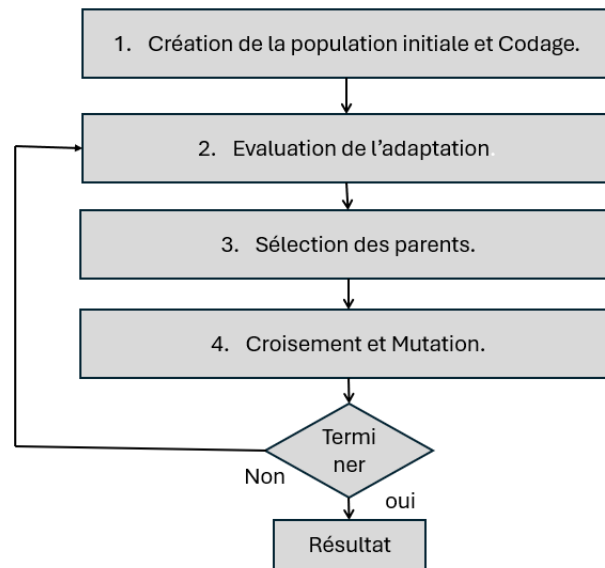 1. Création de la population initiale et Codage.
2. Evaluation de l’adaptation.
3. Sélection des parents.
4. Croisement et Mutation.
Termi
ner
Non
oui
Résultat